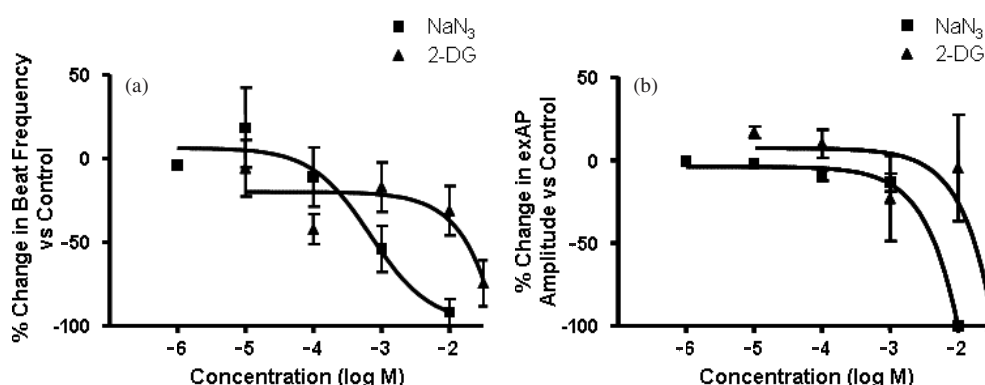 NaN₃
2-DG
(a)
% Change in Beat Frequency
vs Control
50
0
-50
-100
-6
-5
-4
-3
-2
Concentration (log M)
NaN₃
2-DG
(b)
% Change in exAP
Amplitude vs Control
50
0
-50
-100
-6
-5
-4
-3
-2
Concentration (log M)